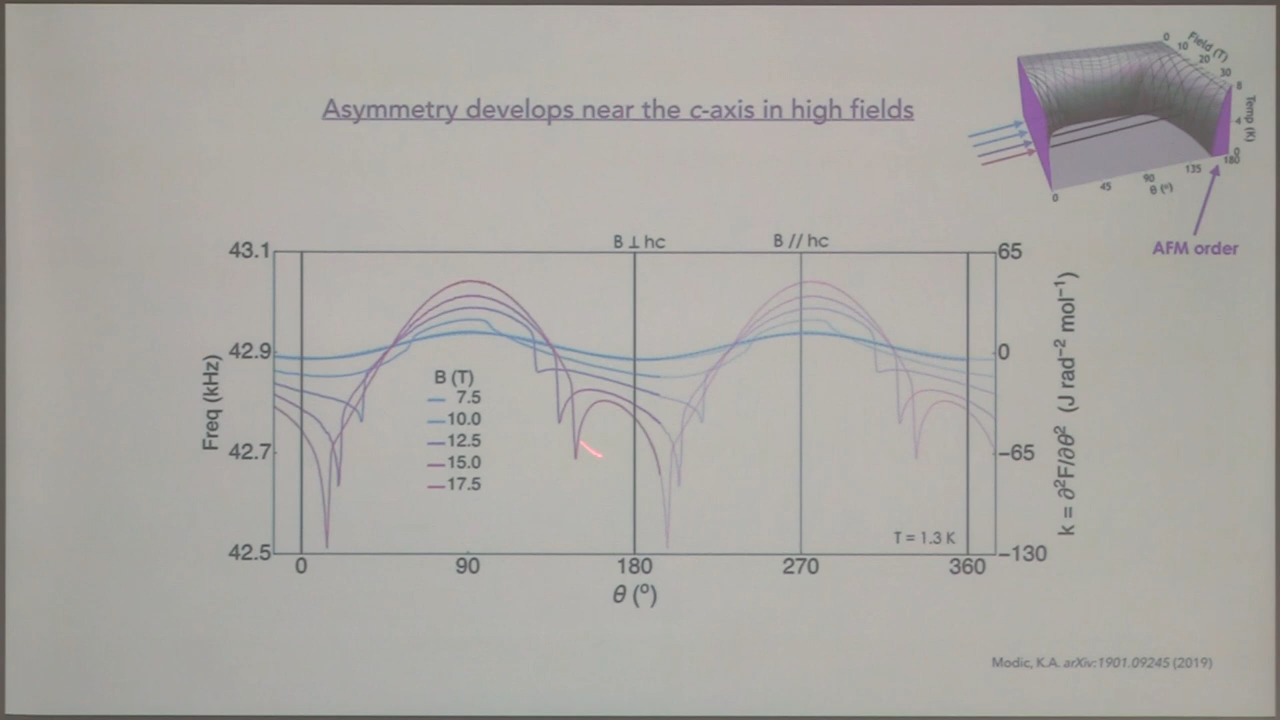 Asymmetry develops near the c-axis in high fields
0 10 20 30
Field (T)
8
4
0
Temp (K)
0 45 90 135 180
θ (º)
AFM order
B ⊥ hc
B // hc
43.1
42.9
42.7
42.5
Freq (kHz)
B (T)
7.5
10.0
12.5
15.0
17.5
T = 1.3 K
65
0
−65
−130
k = ∂²F/∂θ² (J rad⁻² mol⁻¹)
0 90 180 270 360
θ (º)
Modic, K.A. arXiv:1901.09245 (2019)